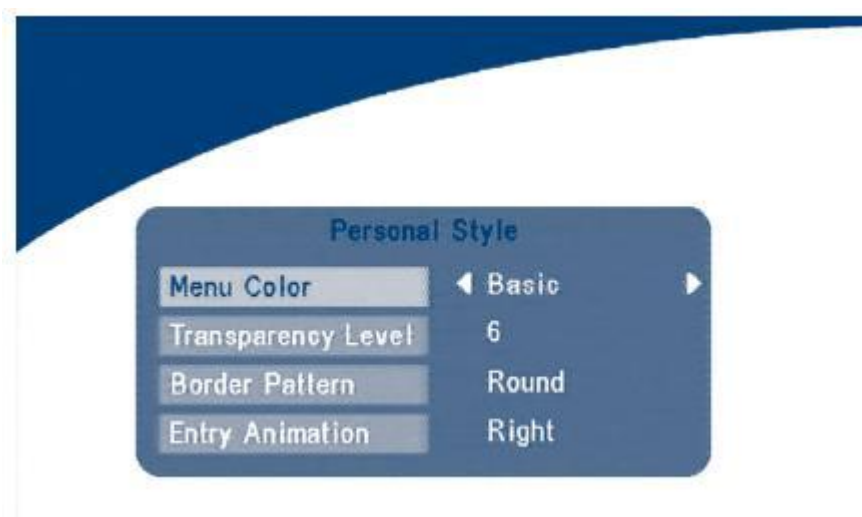 Personal Style
Menu Color Basic
Transparency Level 6
Border Pattern Round
Entry Animation Right